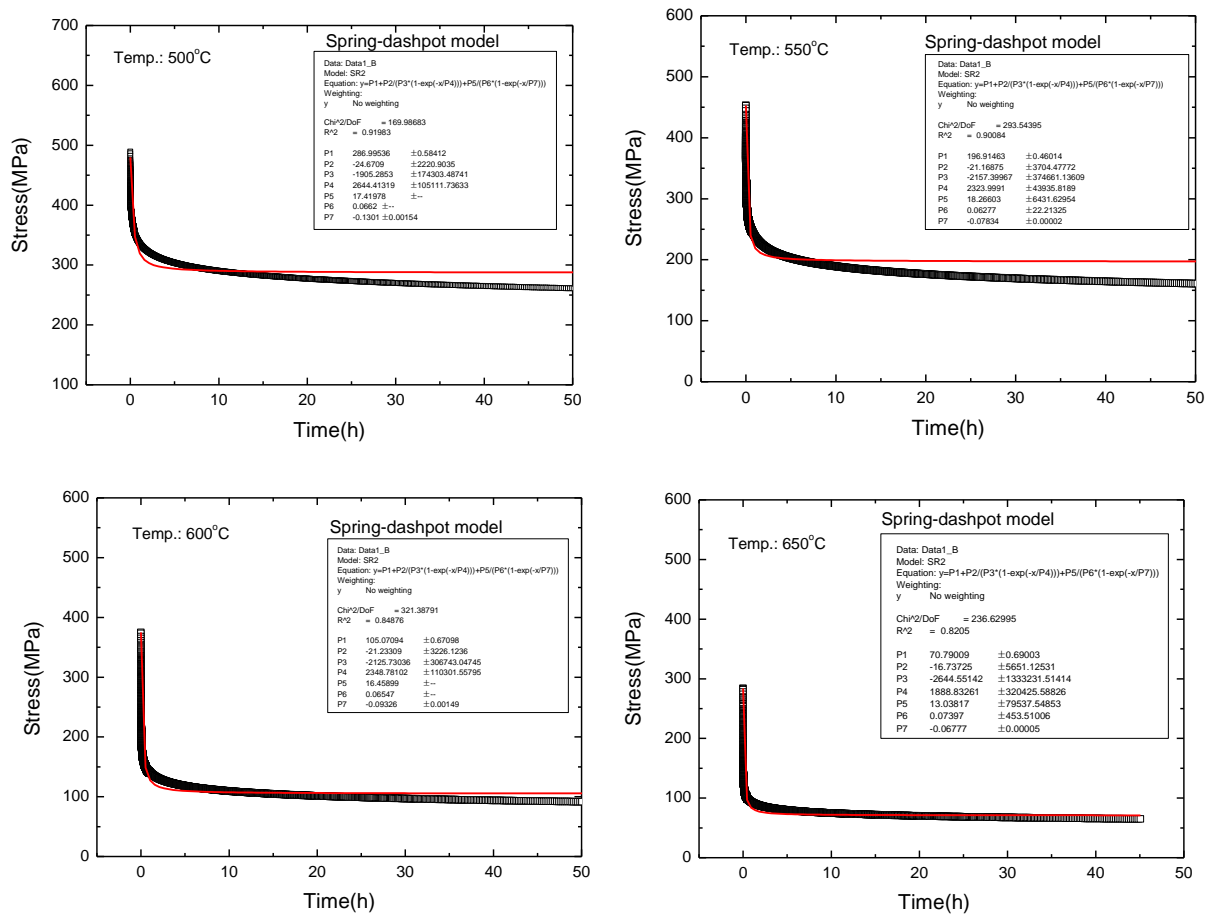 Spring-dashpot model
Temp.: 500°C
Data: Data1_B
Model: SR2
Equation: y=P1+P2/(P3*(1-exp(-x/P4)))+P5/(P6*(1-exp(-x/P7)))
Weighting:
y No weighting
Chi^2/DoF = 169.98683
R^2 = 0.91983
P1 286.99536 ±0.58412
P2 -24.6709 ±2220.9035
P3 -1905.2853 ±174303.48741
P4 2644.41319 ±105111.73633
P5 17.41978 ±--
P6 0.0662 ±--
P7 -0.1301 ±0.00154
Stress(MPa)
700
600
500
400
300
200
100
0 10 20 30 40 50
Time(h)
Spring-dashpot model
Temp.: 550°C
Data: Data1_B
Model: SR2
Equation: y=P1+P2/(P3*(1-exp(-x/P4)))+P5/(P6*(1-exp(-x/P7)))
Weighting:
y No weighting
Chi^2/DoF = 293.54395
R^2 = 0.90084
P1 196.91463 ±0.46014
P2 -21.16875 ±3704.47772
P3 -2157.39967 ±374661.13609
P4 2323.9991 ±43935.8189
P5 18.26603 ±6431.62954
P6 0.06277 ±22.21325
P7 -0.07834 ±0.00002
Stress(MPa)
600
500
400
300
200
100
0
0 10 20 30 40 50
Time(h)
Spring-dashpot model
Temp.: 600°C
Data: Data1_B
Model: SR2
Equation: y=P1+P2/(P3*(1-exp(-x/P4)))+P5/(P6*(1-exp(-x/P7)))
Weighting:
y No weighting
Chi^2/DoF = 321.38791
R^2 = 0.84876
P1 105.07094 ±0.67098
P2 -21.23309 ±3226.1236
P3 -2125.73036 ±306743.04745
P4 2348.78102 ±110301.55795
P5 16.45899 ±--
P6 0.06547 ±--
P7 -0.09326 ±0.00149
Stress(MPa)
600
500
400
300
200
100
0
0 10 20 30 40 50
Time(h)
Spring-dashpot model
Temp.: 650°C
Data: Data1_B
Model: SR2
Equation: y=P1+P2/(P3*(1-exp(-x/P4)))+P5/(P6*(1-exp(-x/P7)))
Weighting:
y No weighting
Chi^2/DoF = 236.62995
R^2 = 0.8205
P1 70.79009 ±0.69003
P2 -16.73725 ±5651.12531
P3 -2644.55142 ±1333231.51414
P4 1888.83261 ±320425.58826
P5 13.03817 ±79537.54853
P6 0.07397 ±453.51006
P7 -0.06777 ±0.00005
Stress(MPa)
600
500
400
300
200
100
0
0 10 20 30 40 50
Time(h)